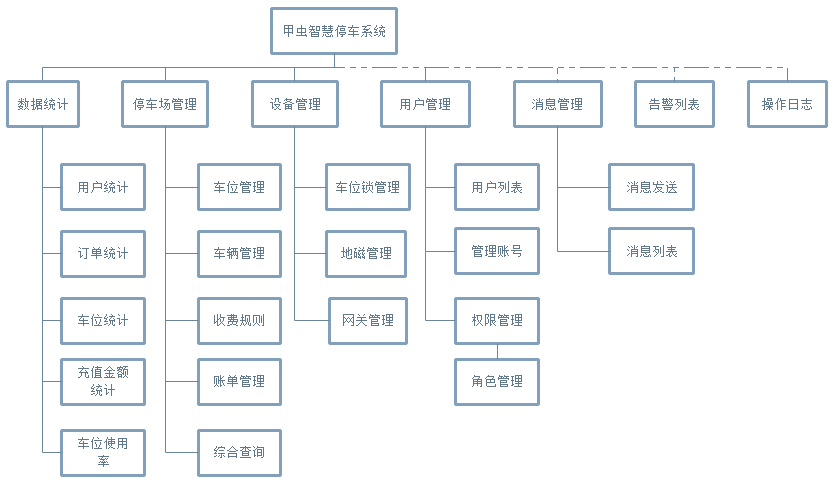 甲虫智慧停车系统
数据统计
停车场管理
设备管理
用户管理
消息管理
告警列表
操作日志
用户统计
车位管理
车位锁管理
用户列表
消息发送
订单统计
车辆管理
地磁管理
管理账号
消息列表
车位统计
收费规则
网关管理
权限管理
充值金额
统计
账单管理
角色管理
车位使用
率
综合查询